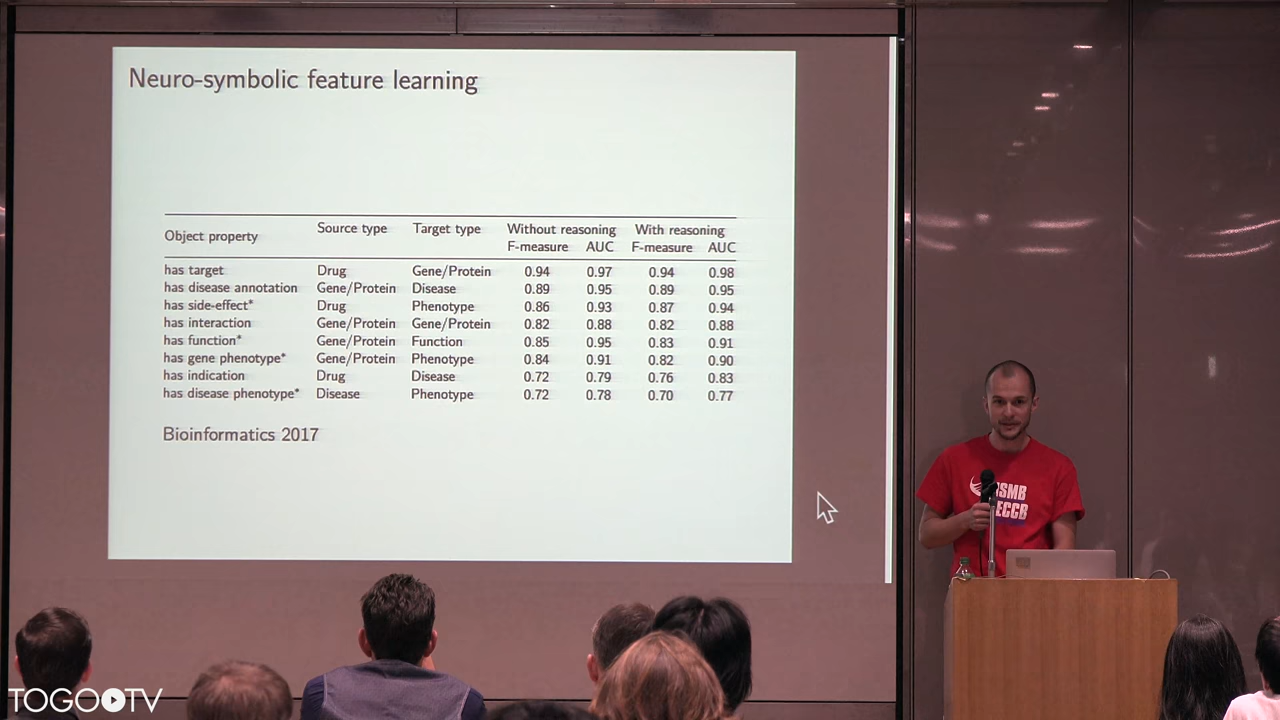 Neuro-symbolic feature learning
Object property Source type Target type Without reasoning With reasoning
F-measure AUC F-measure AUC
has target Drug Gene/Protein 0.94 0.97 0.94 0.98
has disease annotation Gene/Protein Disease 0.89 0.95 0.89 0.95
has side-effect* Drug Phenotype 0.86 0.93 0.87 0.94
has interaction Gene/Protein Gene/Protein 0.82 0.88 0.82 0.88
has function* Gene/Protein Function 0.85 0.95 0.83 0.91
has gene phenotype* Gene/Protein Phenotype 0.84 0.91 0.82 0.90
has indication Drug Disease 0.72 0.79 0.76 0.83
has disease phenotype* Disease Phenotype 0.72 0.78 0.70 0.77
Bioinformatics 2017
ISMB
ECCB
TOGO TV